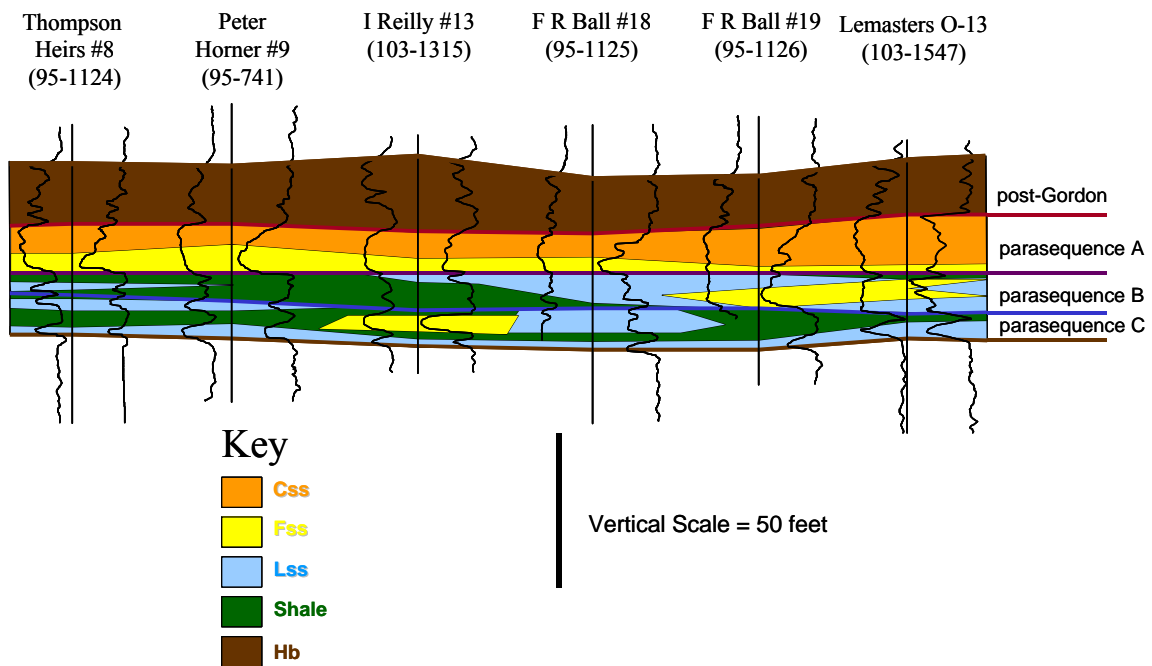 Thompson
Heirs #8
(95-1124)
Peter
Horner #9
(95-741)
I Reilly #13
(103-1315)
F R Ball #18
(95-1125)
F R Ball #19
(95-1126)
Lemasters O-13
(103-1547)
post-Gordon
parasequence A
parasequence B
parasequence C
Key
Css
Fss
Lss
Shale
Hb
Vertical Scale = 50 feet